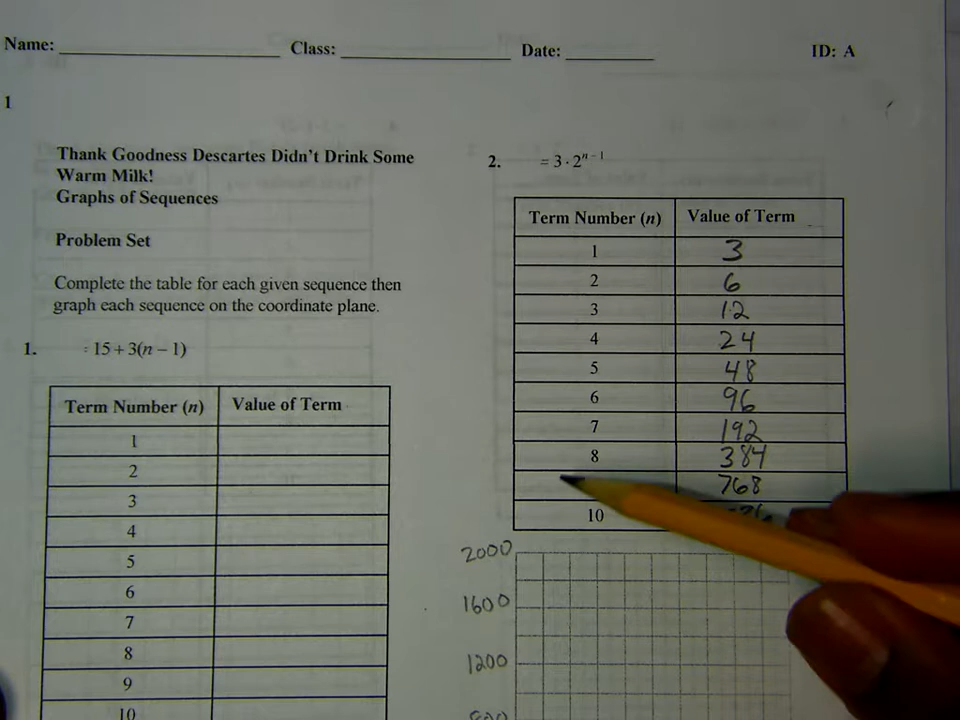 Name: Class: Date: ID: A
1
Thank Goodness Descartes Didn't Drink Some
Warm Milk!
Graphs of Sequences
Problem Set
Complete the table for each given sequence then
graph each sequence on the coordinate plane.
1. = 15 + 3(n − 1)
Term Number (n) Value of Term
1
2
3
4
5
6
7
8
9
10
2. = 3 · 2ⁿ⁻¹
Term Number (n) Value of Term
1 3
2 6
3 12
4 24
5 48
6 96
7 192
8 384
768
10
2000
1600
1200
800